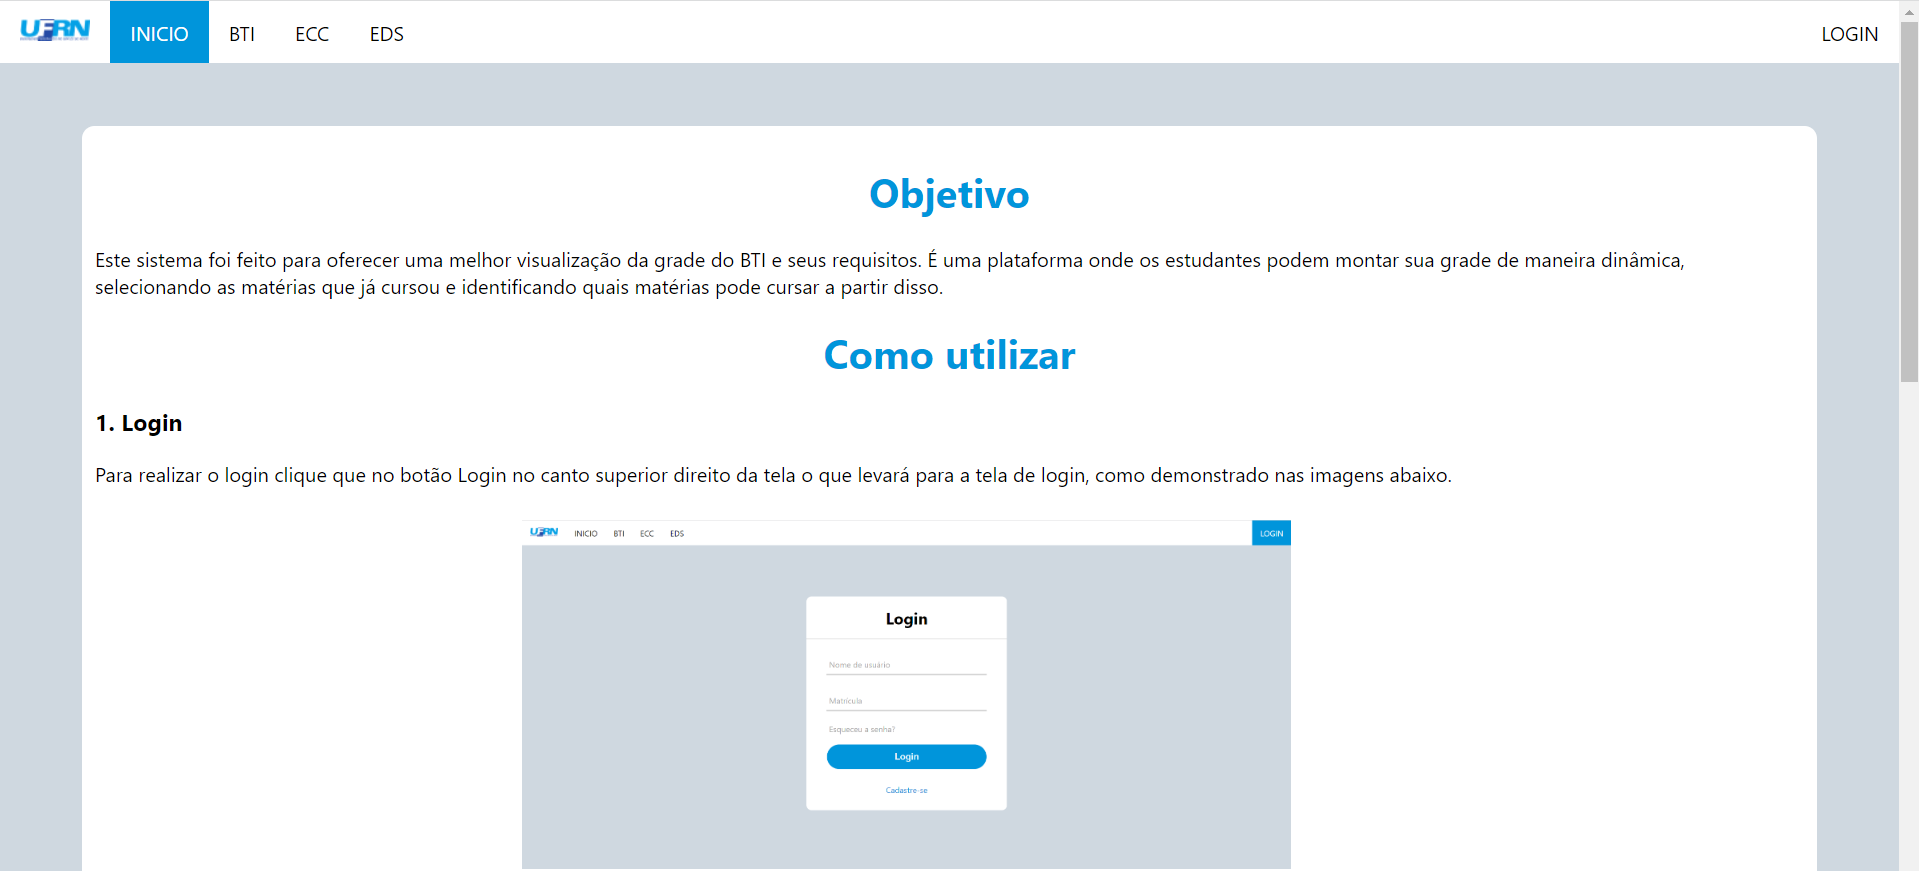 UFRN
INICIO
BTI
ECC
EDS
LOGIN
Objetivo
Este sistema foi feito para oferecer uma melhor visualização da grade do BTI e seus requisitos. É uma plataforma onde os estudantes podem montar sua grade de maneira dinâmica,
selecionando as matérias que já cursou e identificando quais matérias pode cursar a partir disso.
Como utilizar
1. Login
Para realizar o login clique que no botão Login no canto superior direito da tela o que levará para a tela de login, como demonstrado nas imagens abaixo.
UFRN
INICIO
BTI
ECC
EDS
LOGIN
Login
Nome de usuário
Matrícula
Esqueceu a senha?
Login
Cadastre-se